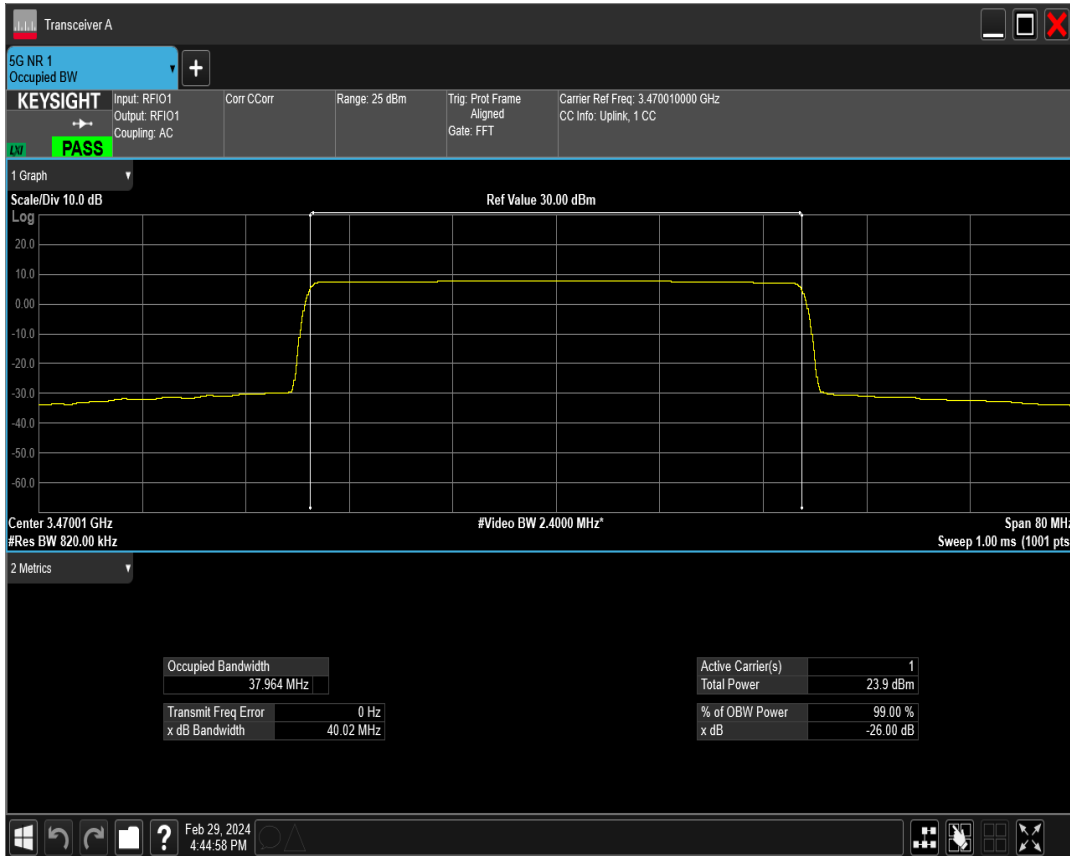 Transceiver A
5G NR 1
Occupied BW
KEYSIGHT
LXI
PASS
Input: RFIO1
Output: RFIO1
Coupling: AC
Corr CCorr
Range: 25 dBm
Trig: Prot Frame
Aligned
Gate: FFT
Carrier Ref Freq: 3.470010000 GHz
CC Info: Uplink, 1 CC
1 Graph
Scale/Div 10.0 dB
Ref Value 30.00 dBm
Log
20.0
10.0
0.00
-10.0
-20.0
-30.0
-40.0
-50.0
-60.0
Center 3.47001 GHz
#Video BW 2.4000 MHz*
Span 80 MHz
#Res BW 820.00 kHz
Sweep 1.00 ms (1001 pts
2 Metrics
Occupied Bandwidth
37.964 MHz
Transmit Freq Error 0 Hz
x dB Bandwidth 40.02 MHz
Active Carrier(s) 1
Total Power 23.9 dBm
% of OBW Power 99.00 %
x dB -26.00 dB
?
Feb 29, 2024
4:44:58 PM